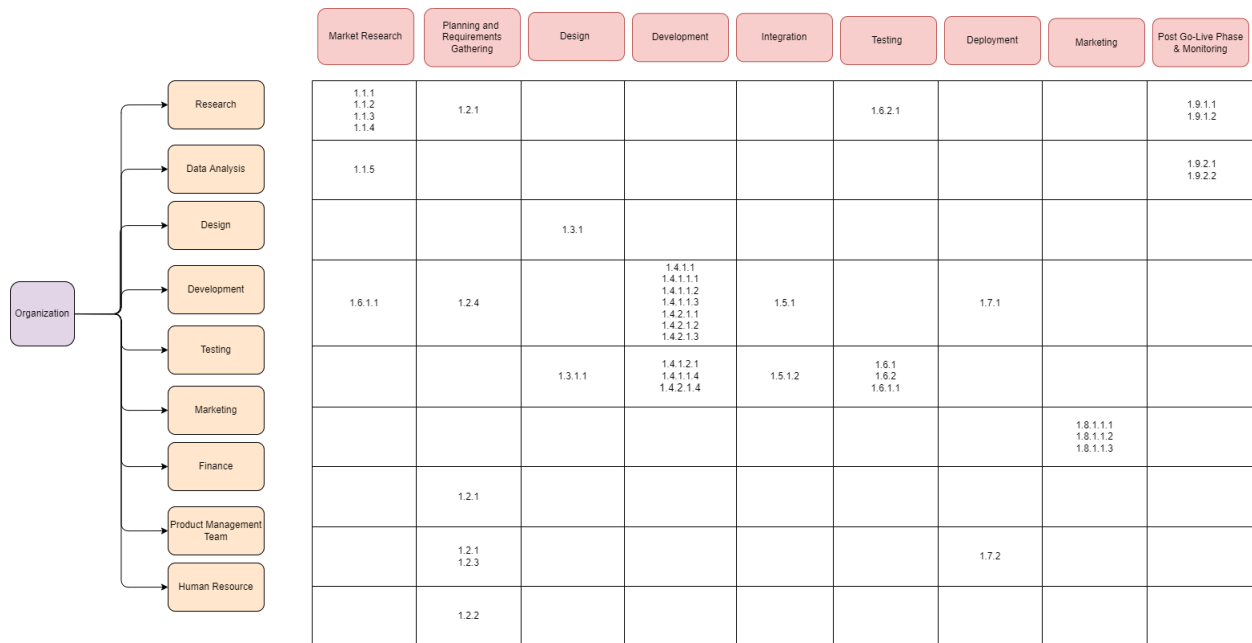 Market Research
Planning and
Requirements
Gathering
Design
Development
Integration
Testing
Deployment
Marketing
Post Go-Live Phase
& Monitoring
Organization
Research
1.1.1
1.1.2
1.1.3
1.1.4
1.2.1
1.6.2.1
1.9.1.1
1.9.1.2
Data Analysis
1.1.5
1.9.2.1
1.9.2.2
Design
1.3.1
Development
1.6.1.1
1.2.4
1.4.1.1
1.4.1.1.1
1.4.1.1.2
1.4.1.1.3
1.4.2.1.1
1.4.2.1.2
1.4.2.1.3
1.5.1
1.7.1
Testing
1.3.1.1
1.4.1.2.1
1.4.1.1.4
1.4.2.1.4
1.5.1.2
1.6.1
1.6.2
1.6.1.1
Marketing
1.8.1.1.1
1.8.1.1.2
1.8.1.1.3
Finance
1.2.1
Product Management
Team
1.2.1
1.2.3
1.7.2
Human Resource
1.2.2